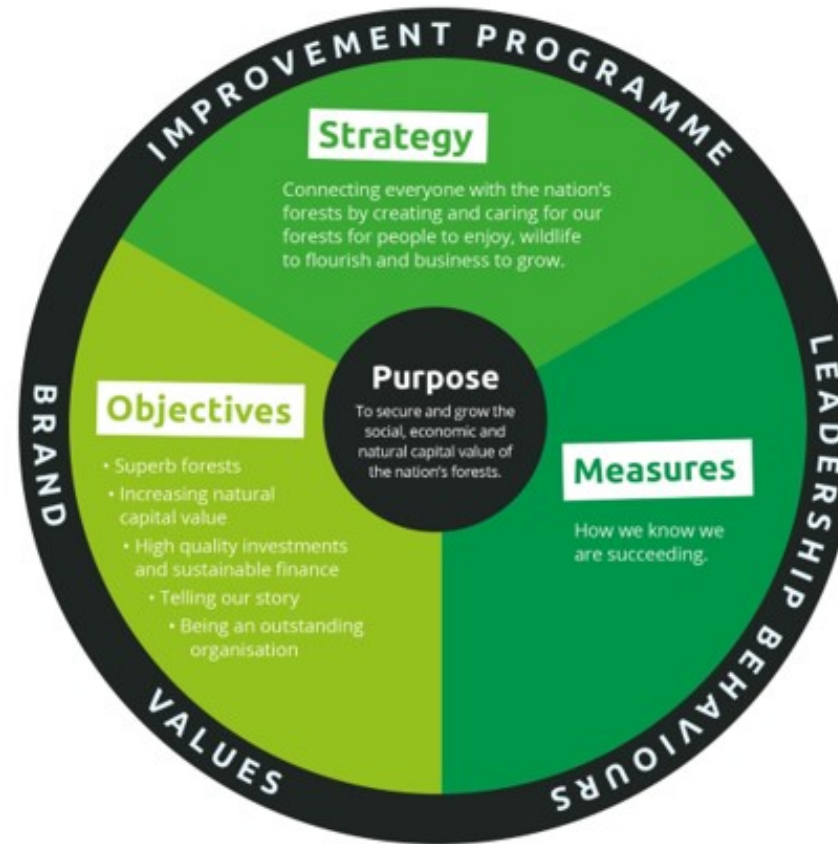 IMPROVEMENT PROGRAMME
Strategy
Connecting everyone with the nation's
forests by creating and caring for our
forests for people to enjoy, wildlife
to flourish and business to grow.
Purpose
To secure and grow the
social, economic and
natural capital value of
the nation's forests.
Objectives
• Superb forests
• Increasing natural
capital value
• High quality investments
and sustainable finance
• Telling our story
• Being an outstanding
organisation
Measures
How we know we
are succeeding.
BRAND
VALUES
LEADERSHIP BEHAVIOURS